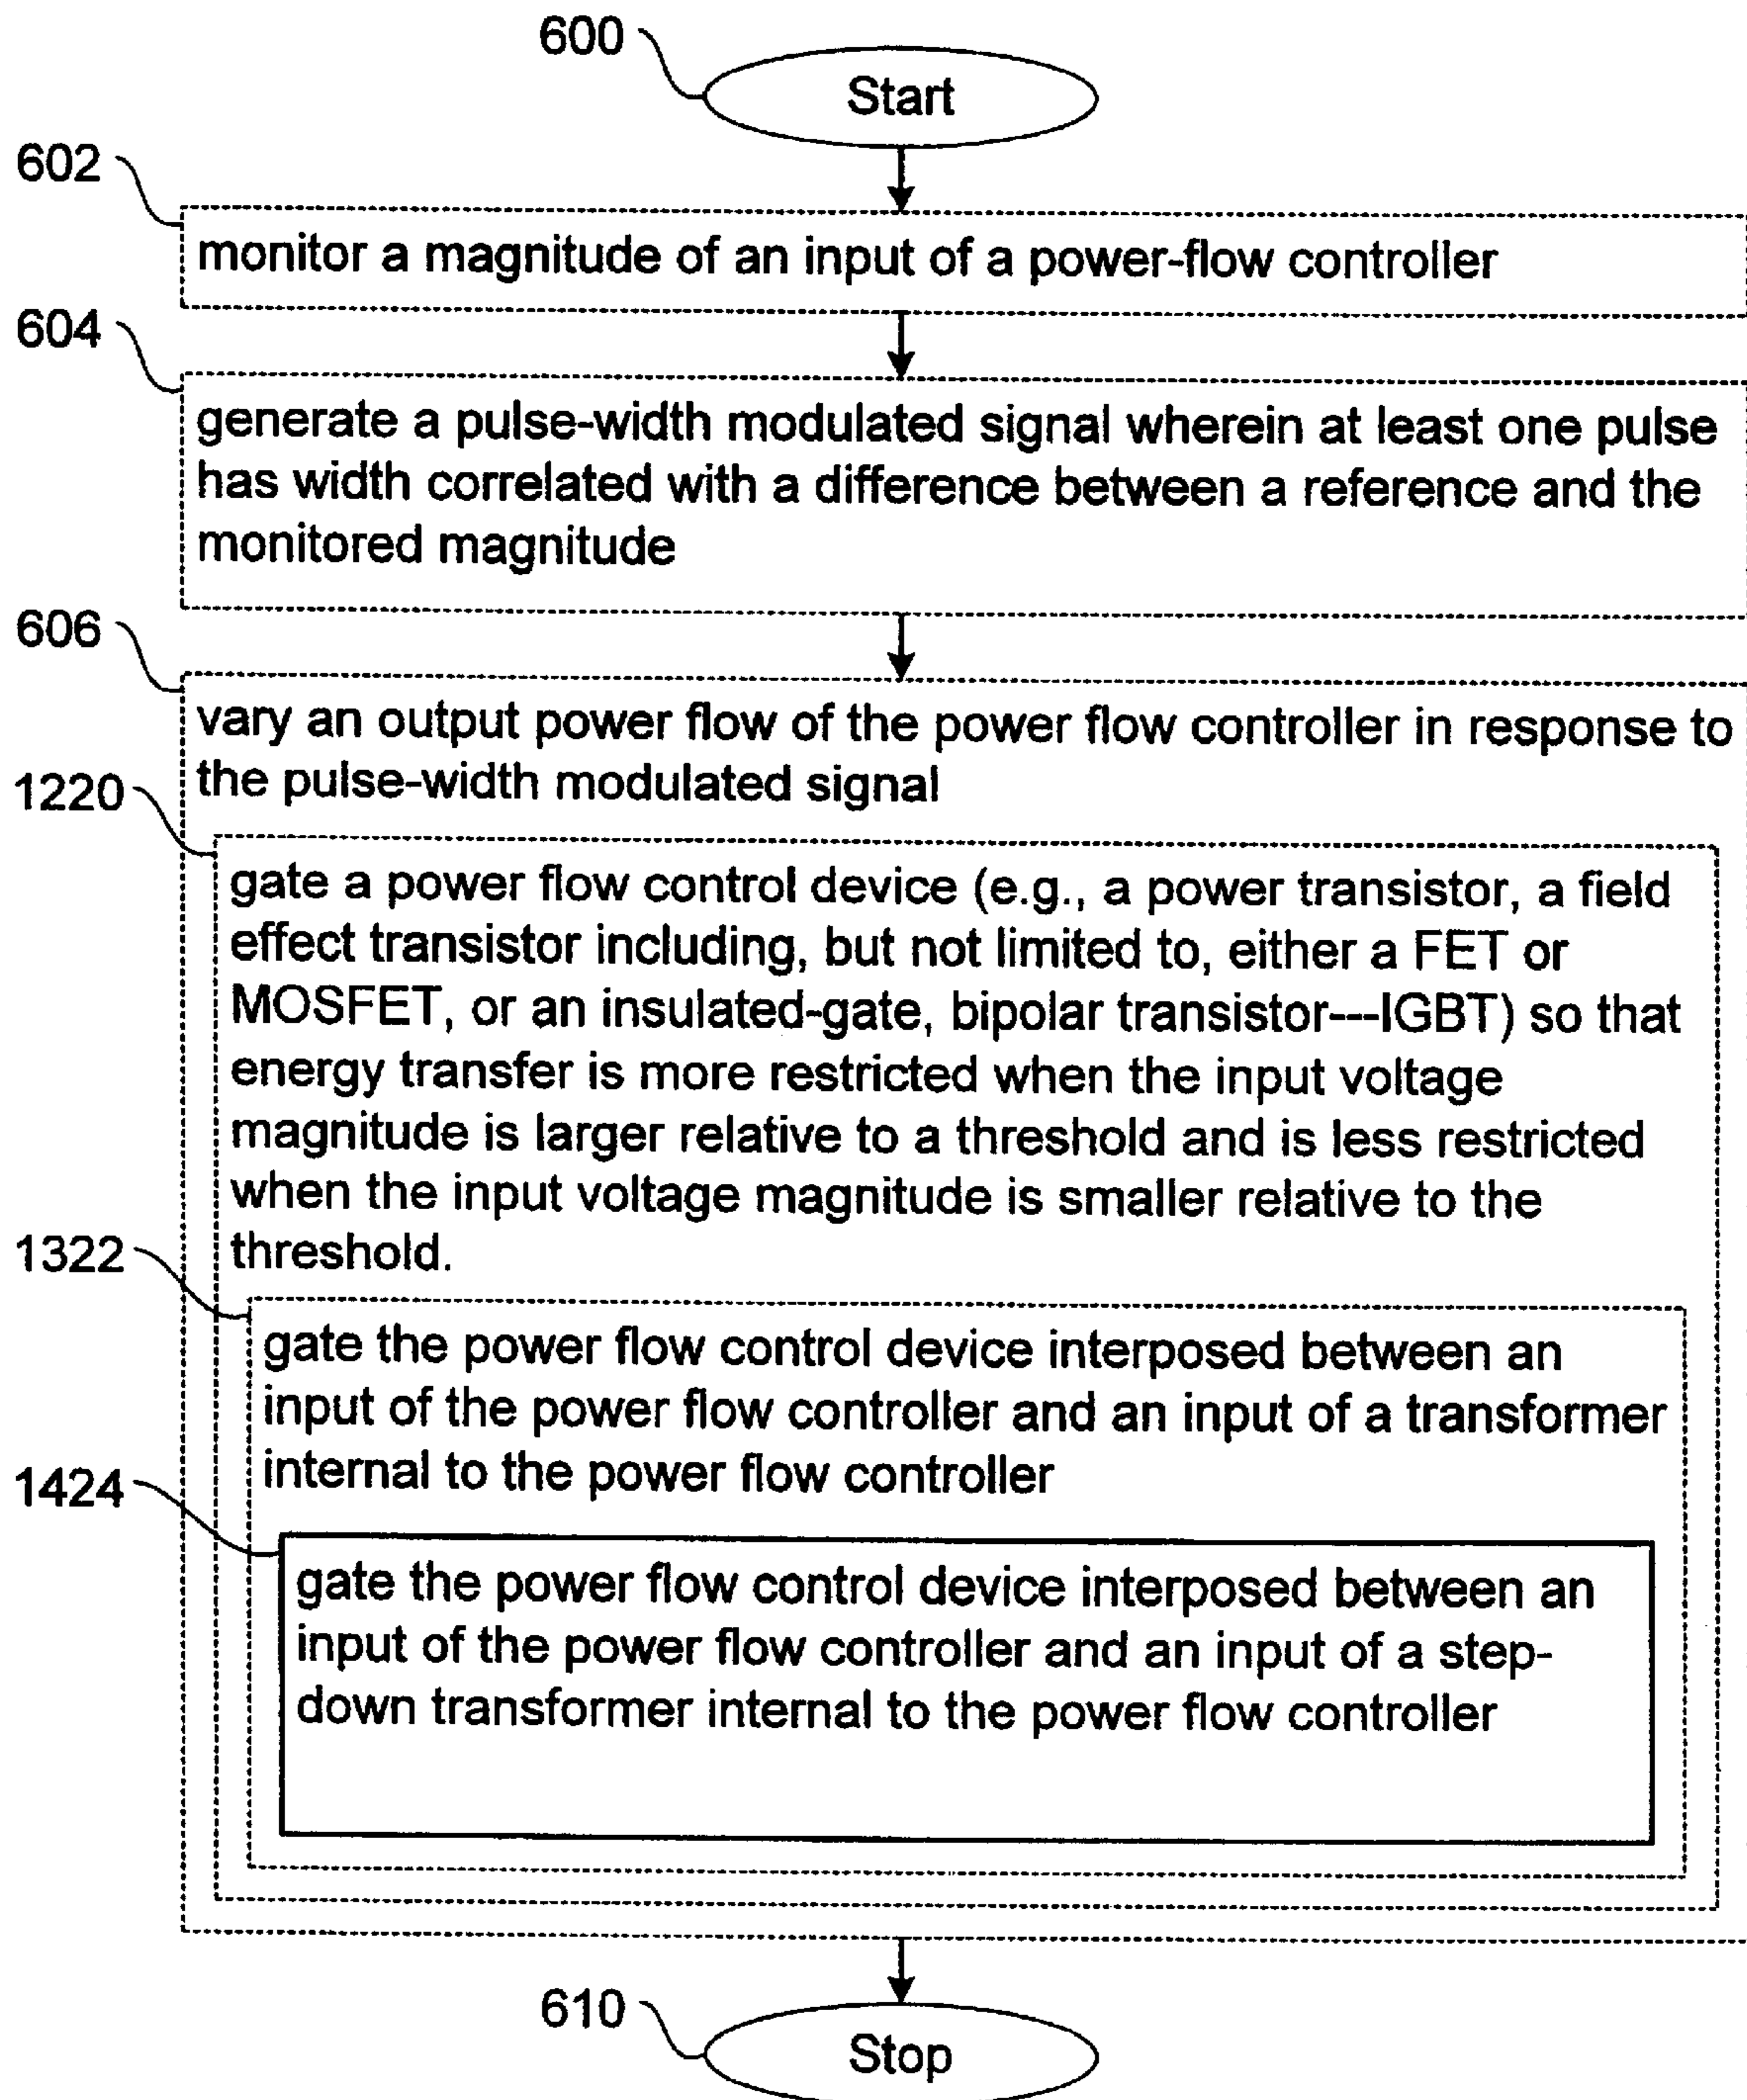 600
Start
602
monitor a magnitude of an input of a power-flow controller
604
generate a pulse-width modulated signal wherein at least one pulse
has width correlated with a difference between a reference and the
monitored magnitude
606
vary an output power flow of the power flow controller in response to
the pulse-width modulated signal
1220
gate a power flow control device (e.g., a power transistor, a field
effect transistor including, but not limited to, either a FET or
MOSFET, or an insulated-gate, bipolar transistor---IGBT) so that
energy transfer is more restricted when the input voltage
magnitude is larger relative to a threshold and is less restricted
when the input voltage magnitude is smaller relative to the
threshold.
1322
gate the power flow control device interposed between an
input of the power flow controller and an input of a transformer
internal to the power flow controller
1424
gate the power flow control device interposed between an
input of the power flow controller and an input of a step-
down transformer internal to the power flow controller
610
Stop